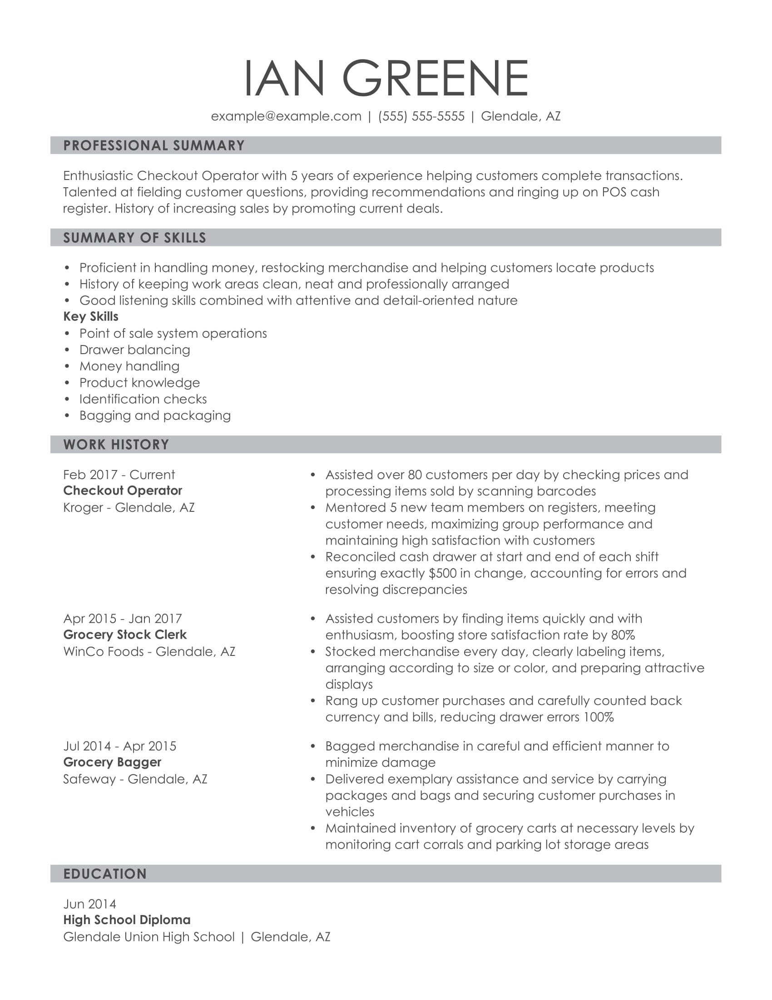 IAN GREENE
example@example.com | (555) 555-5555 | Glendale, AZ
PROFESSIONAL SUMMARY
Enthusiastic Checkout Operator with 5 years of experience helping customers complete transactions.
Talented at fielding customer questions, providing recommendations and ringing up on POS cash
register. History of increasing sales by promoting current deals.
SUMMARY OF SKILLS
• Proficient in handling money, restocking merchandise and helping customers locate products
• History of keeping work areas clean, neat and professionally arranged
• Good listening skills combined with attentive and detail-oriented nature
Key Skills
• Point of sale system operations
• Drawer balancing
• Money handling
• Product knowledge
• Identification checks
• Bagging and packaging
WORK HISTORY
Feb 2017 - Current
Checkout Operator
Kroger - Glendale, AZ
• Assisted over 80 customers per day by checking prices and
processing items sold by scanning barcodes
• Mentored 5 new team members on registers, meeting
customer needs, maximizing group performance and
maintaining high satisfaction with customers
• Reconciled cash drawer at start and end of each shift
ensuring exactly $500 in change, accounting for errors and
resolving discrepancies
Apr 2015 - Jan 2017
Grocery Stock Clerk
WinCo Foods - Glendale, AZ
• Assisted customers by finding items quickly and with
enthusiasm, boosting store satisfaction rate by 80%
• Stocked merchandise every day, clearly labeling items,
arranging according to size or color, and preparing attractive
displays
• Rang up customer purchases and carefully counted back
currency and bills, reducing drawer errors 100%
Jul 2014 - Apr 2015
Grocery Bagger
Safeway - Glendale, AZ
• Bagged merchandise in careful and efficient manner to
minimize damage
• Delivered exemplary assistance and service by carrying
packages and bags and securing customer purchases in
vehicles
• Maintained inventory of grocery carts at necessary levels by
monitoring cart corrals and parking lot storage areas
EDUCATION
Jun 2014
High School Diploma
Glendale Union High School | Glendale, AZ